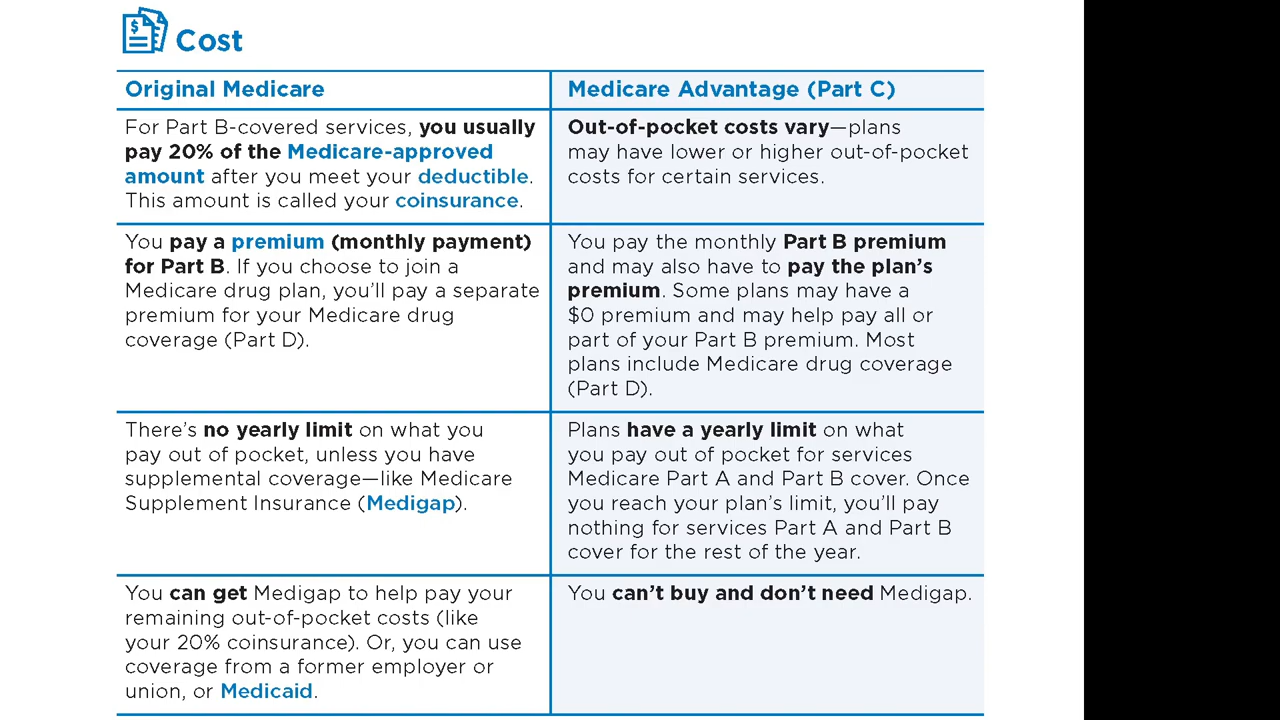 Cost
Original Medicare
Medicare Advantage (Part C)
For Part B-covered services, you usually
pay 20% of the Medicare-approved
amount after you meet your deductible.
This amount is called your coinsurance.
Out-of-pocket costs vary—plans
may have lower or higher out-of-pocket
costs for certain services.
You pay a premium (monthly payment)
for Part B. If you choose to join a
Medicare drug plan, you’ll pay a separate
premium for your Medicare drug
coverage (Part D).
You pay the monthly Part B premium
and may also have to pay the plan’s
premium. Some plans may have a
$0 premium and may help pay all or
part of your Part B premium. Most
plans include Medicare drug coverage
(Part D).
There’s no yearly limit on what you
pay out of pocket, unless you have
supplemental coverage—like Medicare
Supplement Insurance (Medigap).
Plans have a yearly limit on what
you pay out of pocket for services
Medicare Part A and Part B cover. Once
you reach your plan’s limit, you’ll pay
nothing for services Part A and Part B
cover for the rest of the year.
You can get Medigap to help pay your
remaining out-of-pocket costs (like
your 20% coinsurance). Or, you can use
coverage from a former employer or
union, or Medicaid.
You can’t buy and don’t need Medigap.